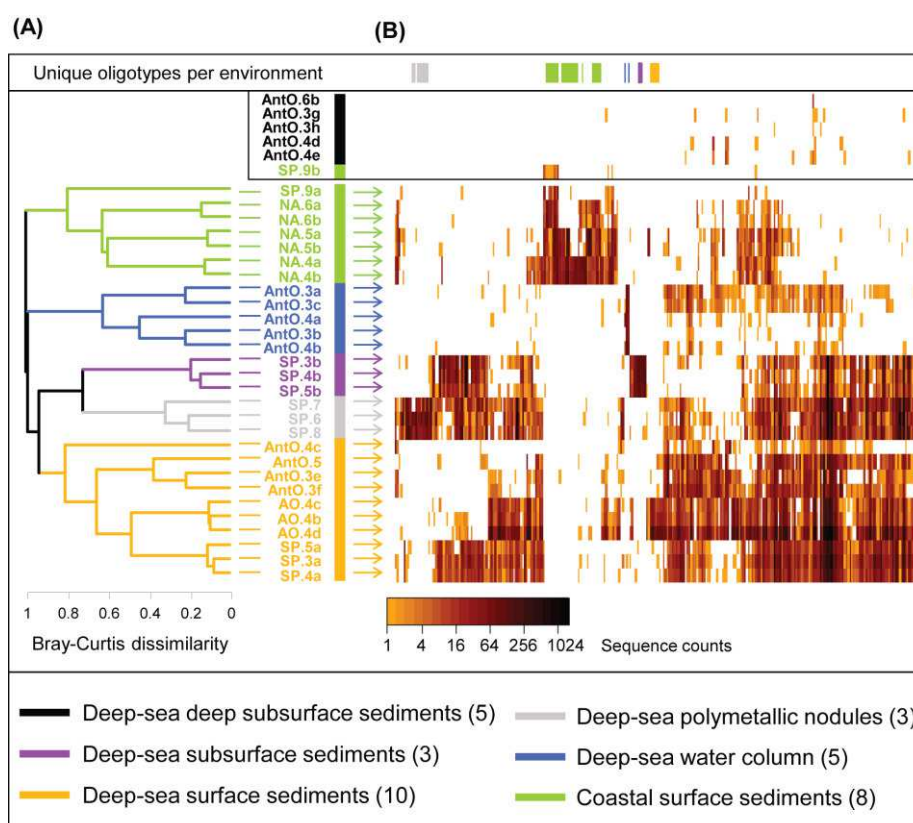 (A)
(B)
Unique oligotypes per environment
AntO.6b
AntO.3g
AntO.3h
AntO.4d
AntO.4e
SP.9b
SP.9a
NA.6a
NA.6b
NA.5a
NA.5b
NA.4a
NA.4b
AntO.3a
AntO.3c
AntO.4a
AntO.3b
AntO.4b
SP.3b
SP.4b
SP.5b
SP.7
SP.6
SP.8
AntO.4c
AntO.5
AntO.3e
AntO.3f
AO.4c
AO.4b
AO.4d
SP.5a
SP.3a
SP.4a
1 0.8 0.6 0.4 0.2 0
Bray-Curtis dissimilarity
1 4 16 64 256 1024
Sequence counts
Deep-sea deep subsurface sediments (5)
Deep-sea subsurface sediments (3)
Deep-sea surface sediments (10)
Deep-sea polymetallic nodules (3)
Deep-sea water column (5)
Coastal surface sediments (8)